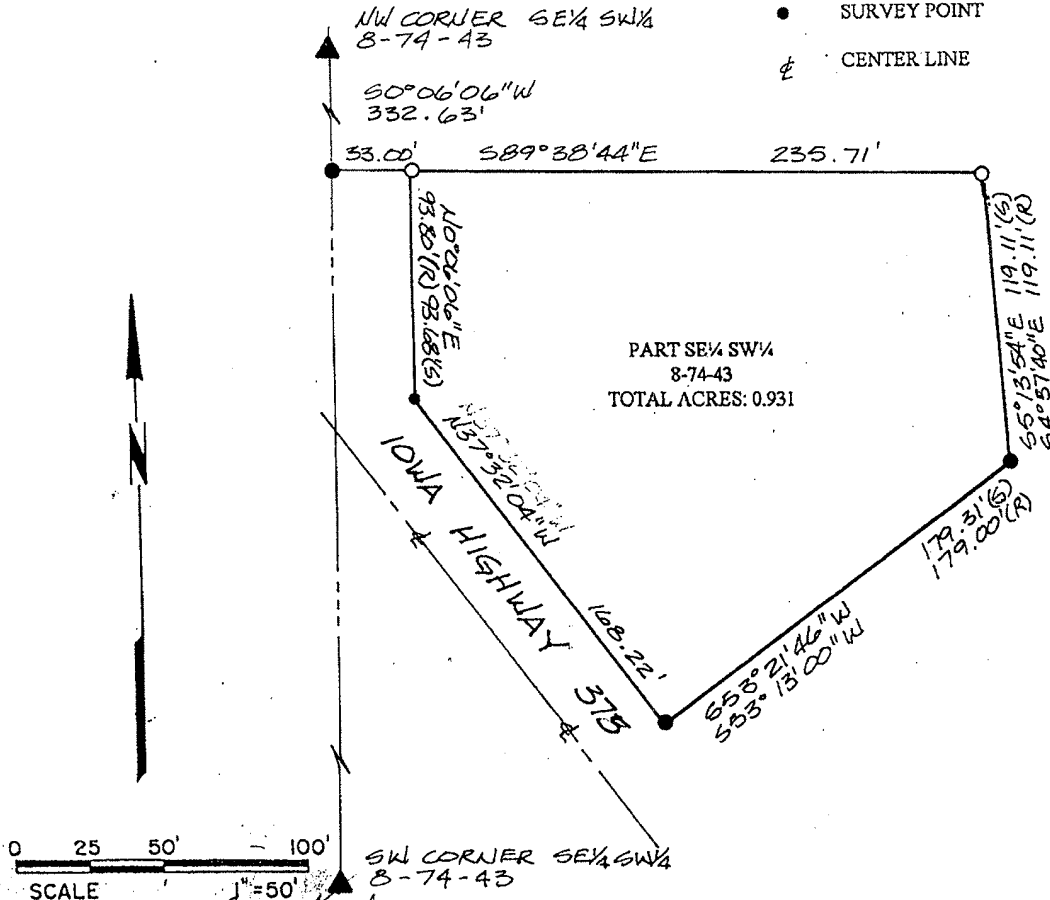 NW CORNER SE¼ SW¼
8-74-43
● SURVEY POINT
℄ CENTER LINE
S0°06'06"W
332.63'
33.00' S89°38'44"E 235.71'
N0°06'06"E
93.80'(R) 93.68'(S)
S5°13'54"E 119.11'(S)
S4°57'40"E 119.11'(R)
PART SE¼ SW¼
8-74-43
TOTAL ACRES: 0.931
N37°32'04"W
168.22'
IOWA HIGHWAY 375
179.31'(S)
179.00'(R)
S53°21'46"W
S53°13'00"W
N
0 25 50' 100'
SCALE 1"=50'
SW CORNER SE¼ SW¼
8-74-43